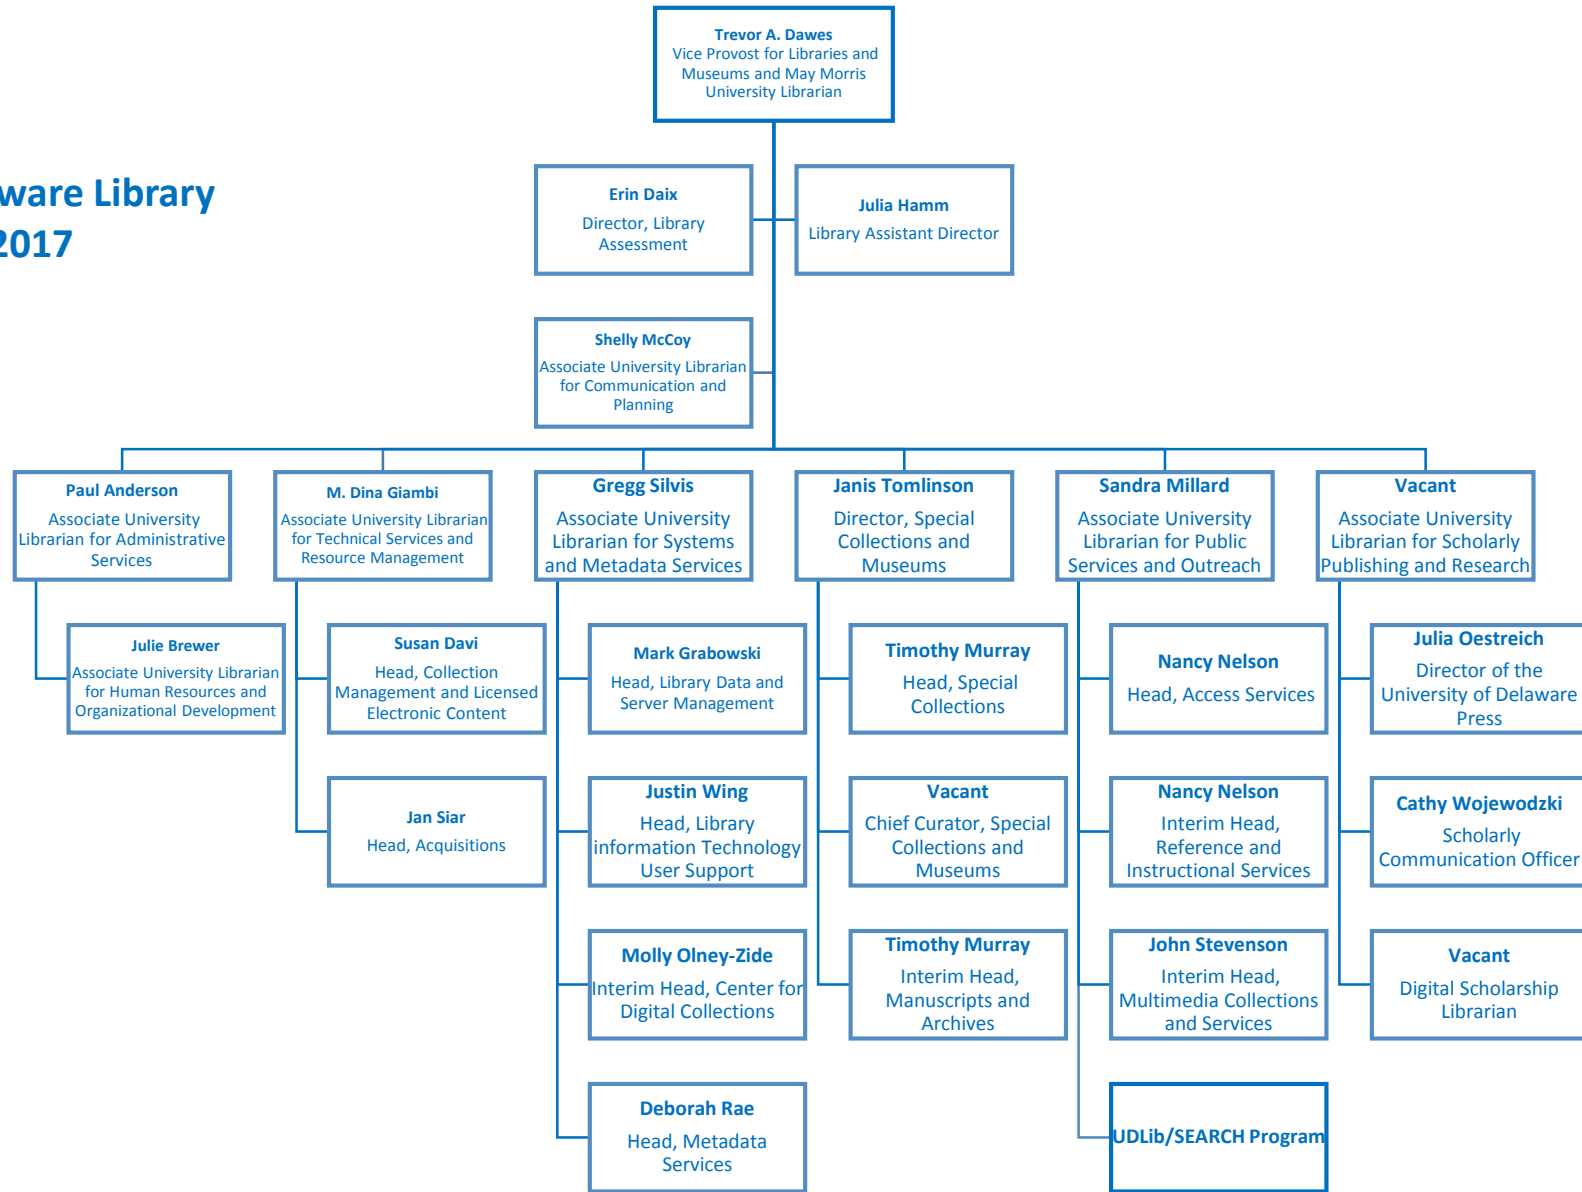 Trevor A. Dawes
Vice Provost for Libraries and
Museums and May Morris
University Librarian
ware Library
2017
Erin Daix
Director, Library
Assessment
Julia Hamm
Library Assistant Director
Shelly McCoy
Associate University Librarian
for Communication and
Planning
Paul Anderson
Associate University
Librarian for Administrative
Services
M. Dina Giambi
Associate University Librarian
for Technical Services and
Resource Management
Gregg Silvis
Associate University
Librarian for Systems
and Metadata Services
Janis Tomlinson
Director, Special
Collections and
Museums
Sandra Millard
Associate University
Librarian for Public
Services and Outreach
Vacant
Associate University
Librarian for Scholarly
Publishing and Research
Julie Brewer
Associate University Librarian
for Human Resources and
Organizational Development
Susan Davi
Head, Collection
Management and Licensed
Electronic Content
Mark Grabowski
Head, Library Data and
Server Management
Timothy Murray
Head, Special
Collections
Nancy Nelson
Head, Access Services
Julia Oestreich
Director of the
University of Delaware
Press
Jan Siar
Head, Acquisitions
Justin Wing
Head, Library
information Technology
User Support
Vacant
Chief Curator, Special
Collections and
Museums
Nancy Nelson
Interim Head,
Reference and
Instructional Services
Cathy Wojewodzki
Scholarly
Communication Officer
Molly Olney-Zide
Interim Head, Center for
Digital Collections
Timothy Murray
Interim Head,
Manuscripts and
Archives
John Stevenson
Interim Head,
Multimedia Collections
and Services
Vacant
Digital Scholarship
Librarian
Deborah Rae
Head, Metadata
Services
UDLib/SEARCH Program